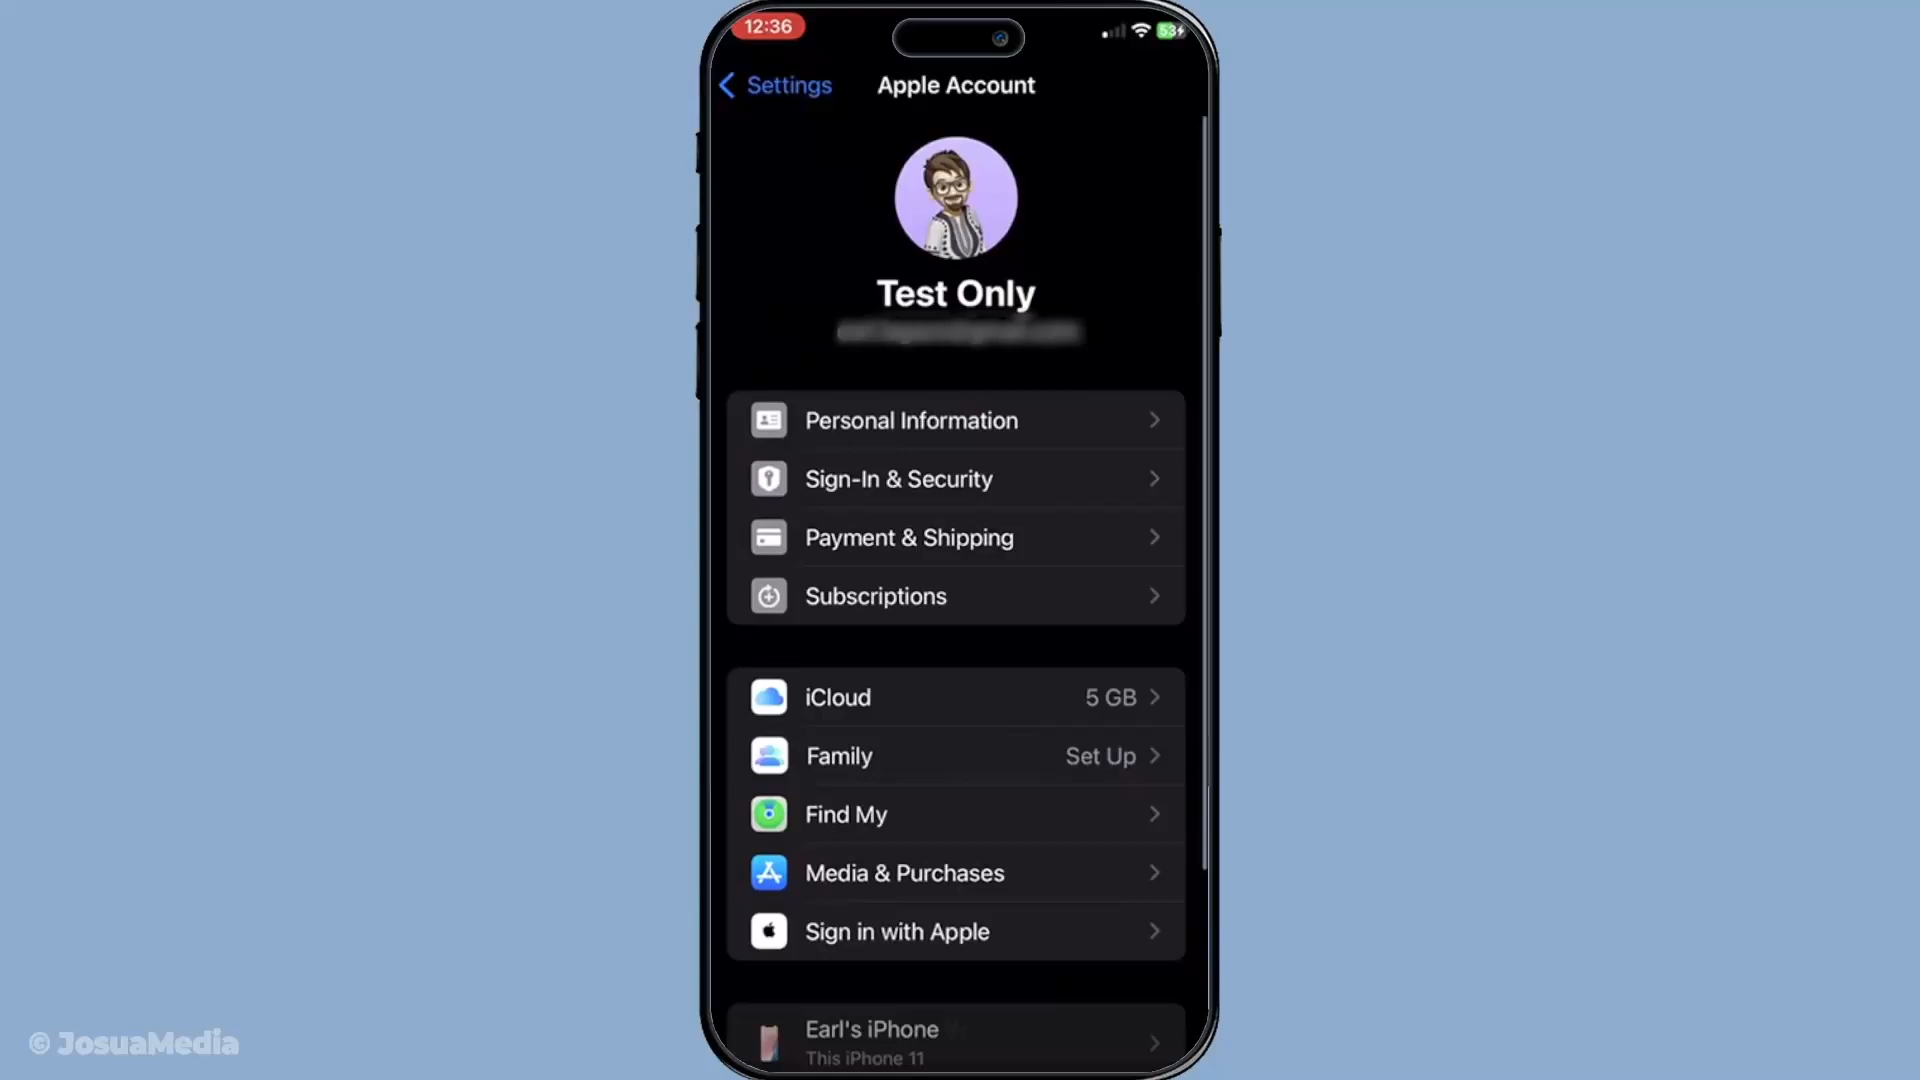 12:36
53
Settings
Apple Account
Test Only
Personal Information
Sign-In & Security
Payment & Shipping
Subscriptions
iCloud 5 GB
Family Set Up
Find My
Media & Purchases
Sign in with Apple
Earl's iPhone
This iPhone 11
© JosuaMedia